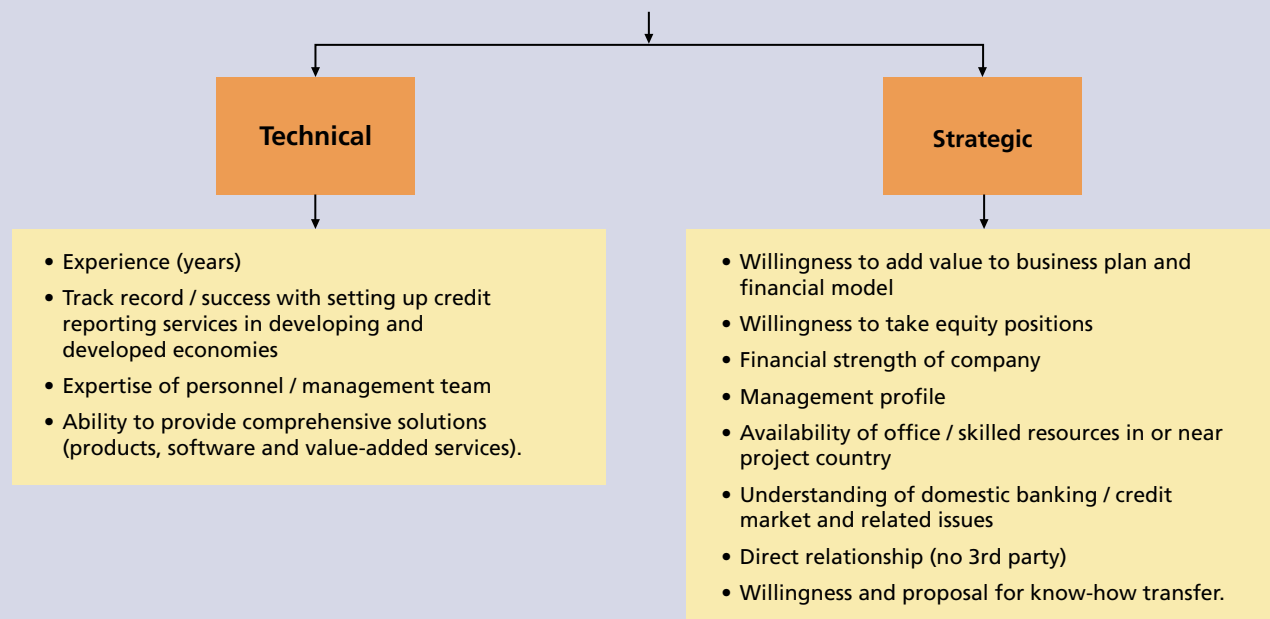 Technical
• Experience (years)
• Track record / success with setting up credit
reporting services in developing and
developed economies
• Expertise of personnel / management team
• Ability to provide comprehensive solutions
(products, software and value-added services).
Strategic
• Willingness to add value to business plan and
financial model
• Willingness to take equity positions
• Financial strength of company
• Management profile
• Availability of office / skilled resources in or near
project country
• Understanding of domestic banking / credit
market and related issues
• Direct relationship (no 3rd party)
• Willingness and proposal for know-how transfer.